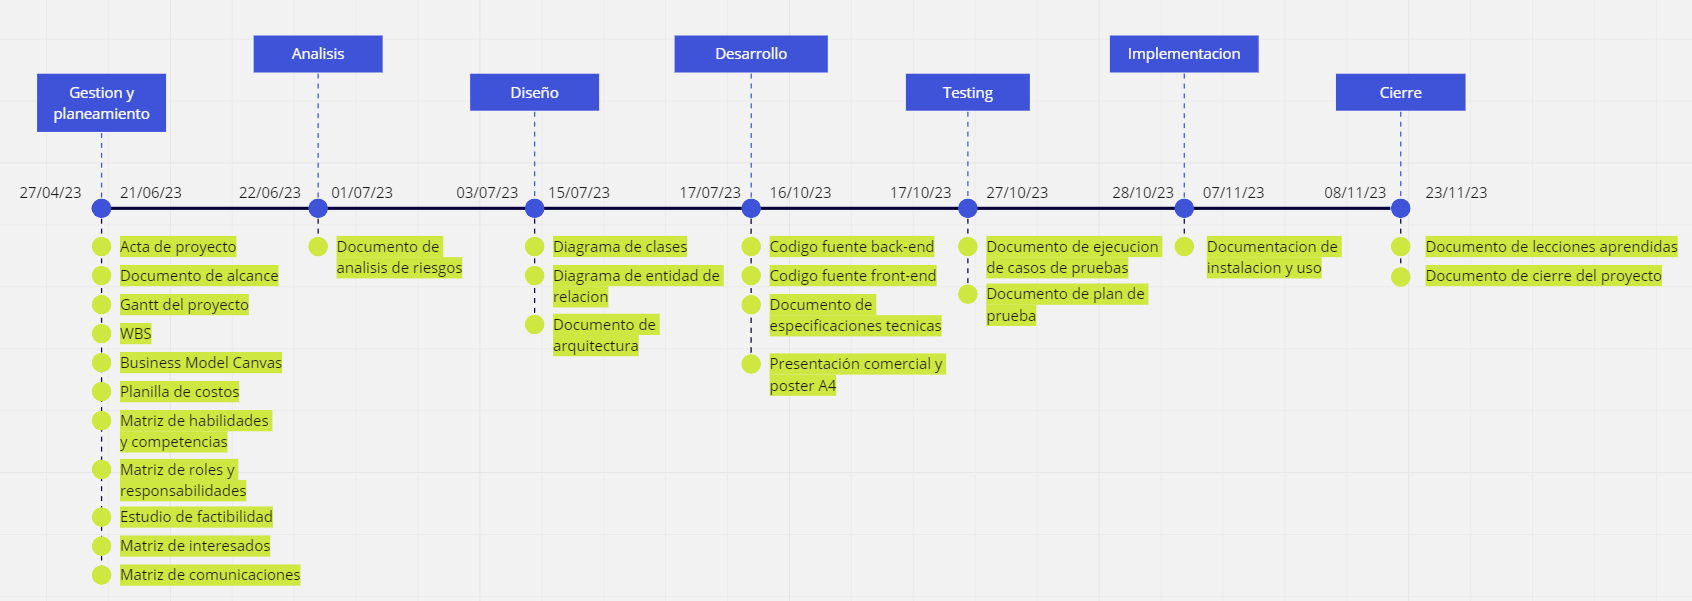 Gestion y
planeamiento
Analisis
Diseño
Desarrollo
Testing
Implementacion
Cierre
27/04/23
21/06/23
22/06/23
01/07/23
03/07/23
15/07/23
17/07/23
16/10/23
17/10/23
27/10/23
28/10/23
07/11/23
08/11/23
23/11/23
Acta de proyecto
Documento de alcance
Gantt del proyecto
WBS
Business Model Canvas
Planilla de costos
Matriz de habilidades
y competencias
Matriz de roles y
responsabilidades
Estudio de factibilidad
Matriz de interesados
Matriz de comunicaciones
Documento de
analisis de riesgos
Diagrama de clases
Diagrama de entidad de
relacion
Documento de
arquitectura
Codigo fuente back-end
Codigo fuente front-end
Documento de
especificaciones tecnicas
Presentación comercial y
poster A4
Documento de ejecucion
de casos de pruebas
Documento de plan de
prueba
Documentacion de
instalacion y uso
Documento de lecciones aprendidas
Documento de cierre del proyecto